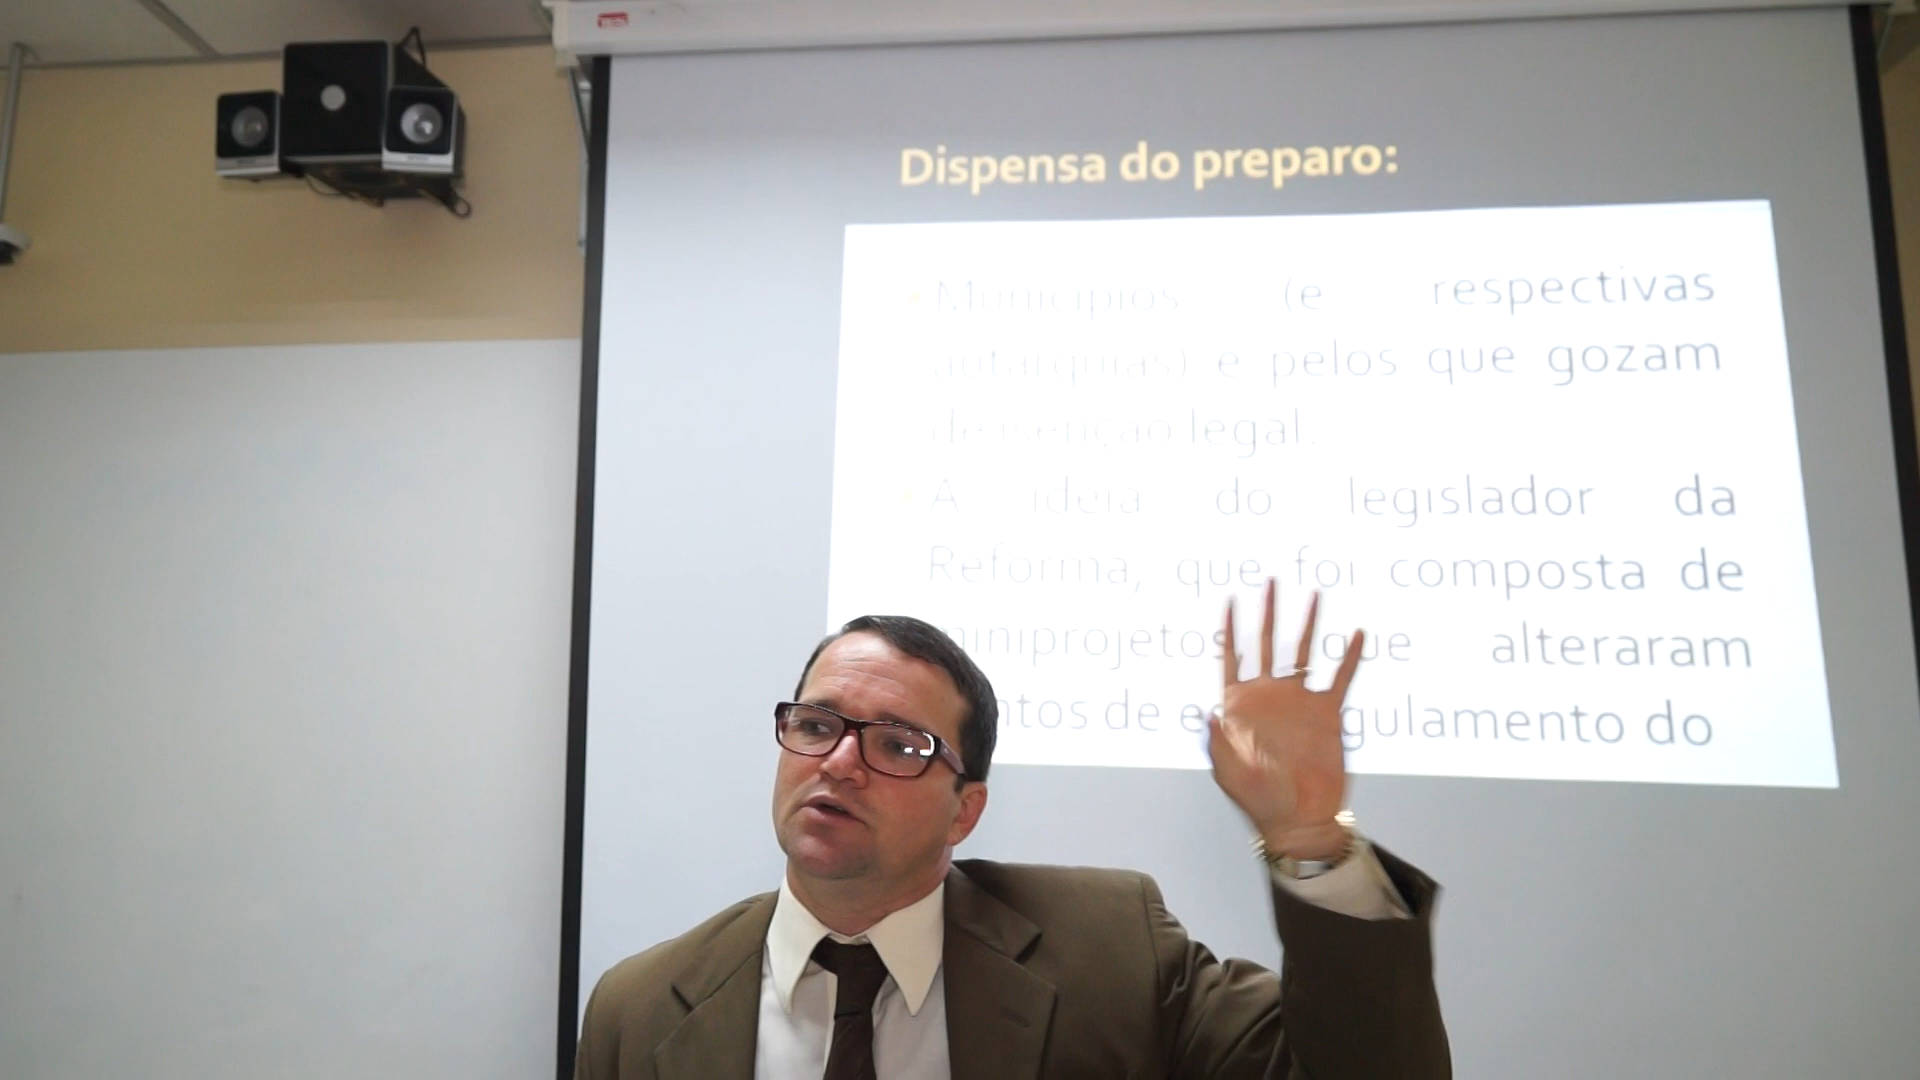 Dispensa do preparo:
Municípios (e respectivas
autarquias) e pelos que gozam
de isenção legal.
A ideia do legislador da
Reforma, que foi composta de
miniprojetos que alteraram
de gulamento do